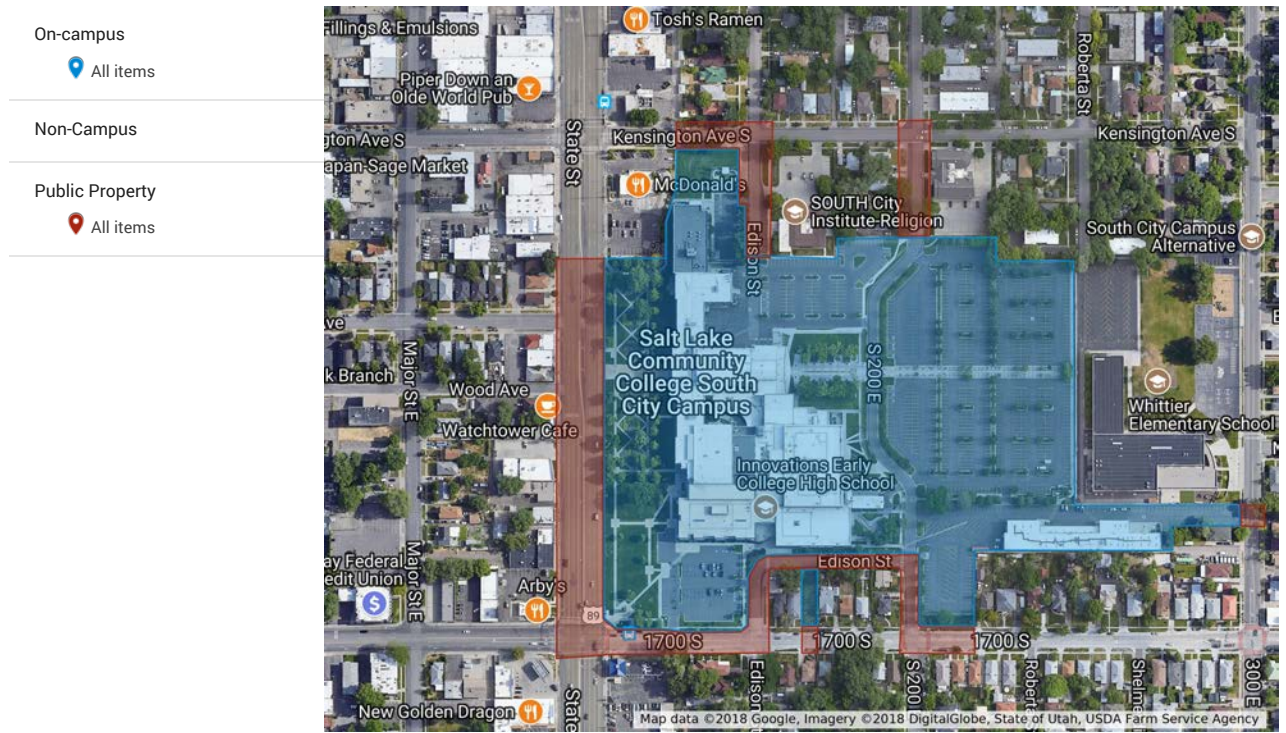 On-campus
All items
Non-Campus
Public Property
All items
Fillings & Emulsions
Tosh's Ramen
Piper Down an
Olde World Pub
State St
Roberta St
gton Ave S
Kensington Ave S
Kensington Ave S
apan-Sage Market
McDonald's
SOUTH City
Institute-Religion
South City Campus
Alternative
Edison St
ve
Major St E
k Branch
Wood Ave
Watchtower Cafe
Salt Lake
Community
College South
City Campus
S 200 E
Whittier
Elementary School
Innovations Early
College High School
ay Federal
edit Union
Major St E
Arby's
Edison St
89
1700 S
1700 S
1700 S
New Golden Dragon
State
Edison
S 200
Roberta
Shelme
300 E
Map data ©2018 Google, Imagery ©2018 DigitalGlobe, State of Utah, USDA Farm Service Agency